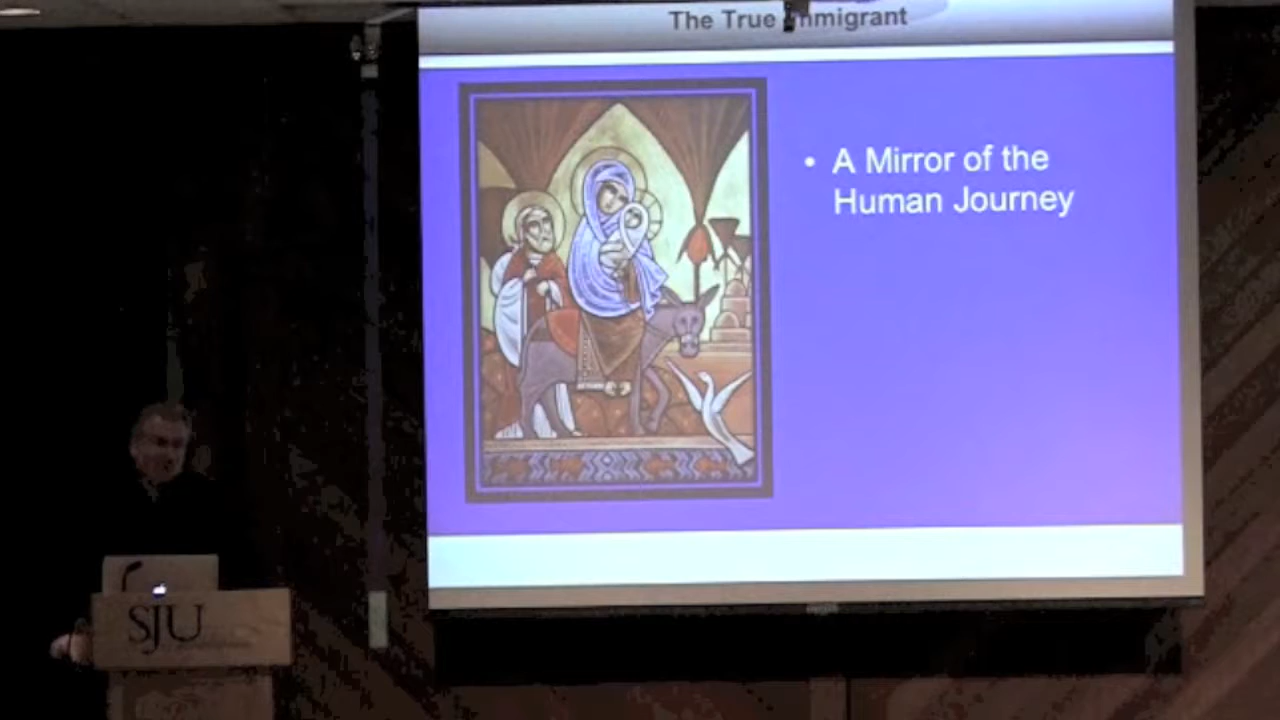 The True Immigrant
• A Mirror of the
Human Journey
SJU